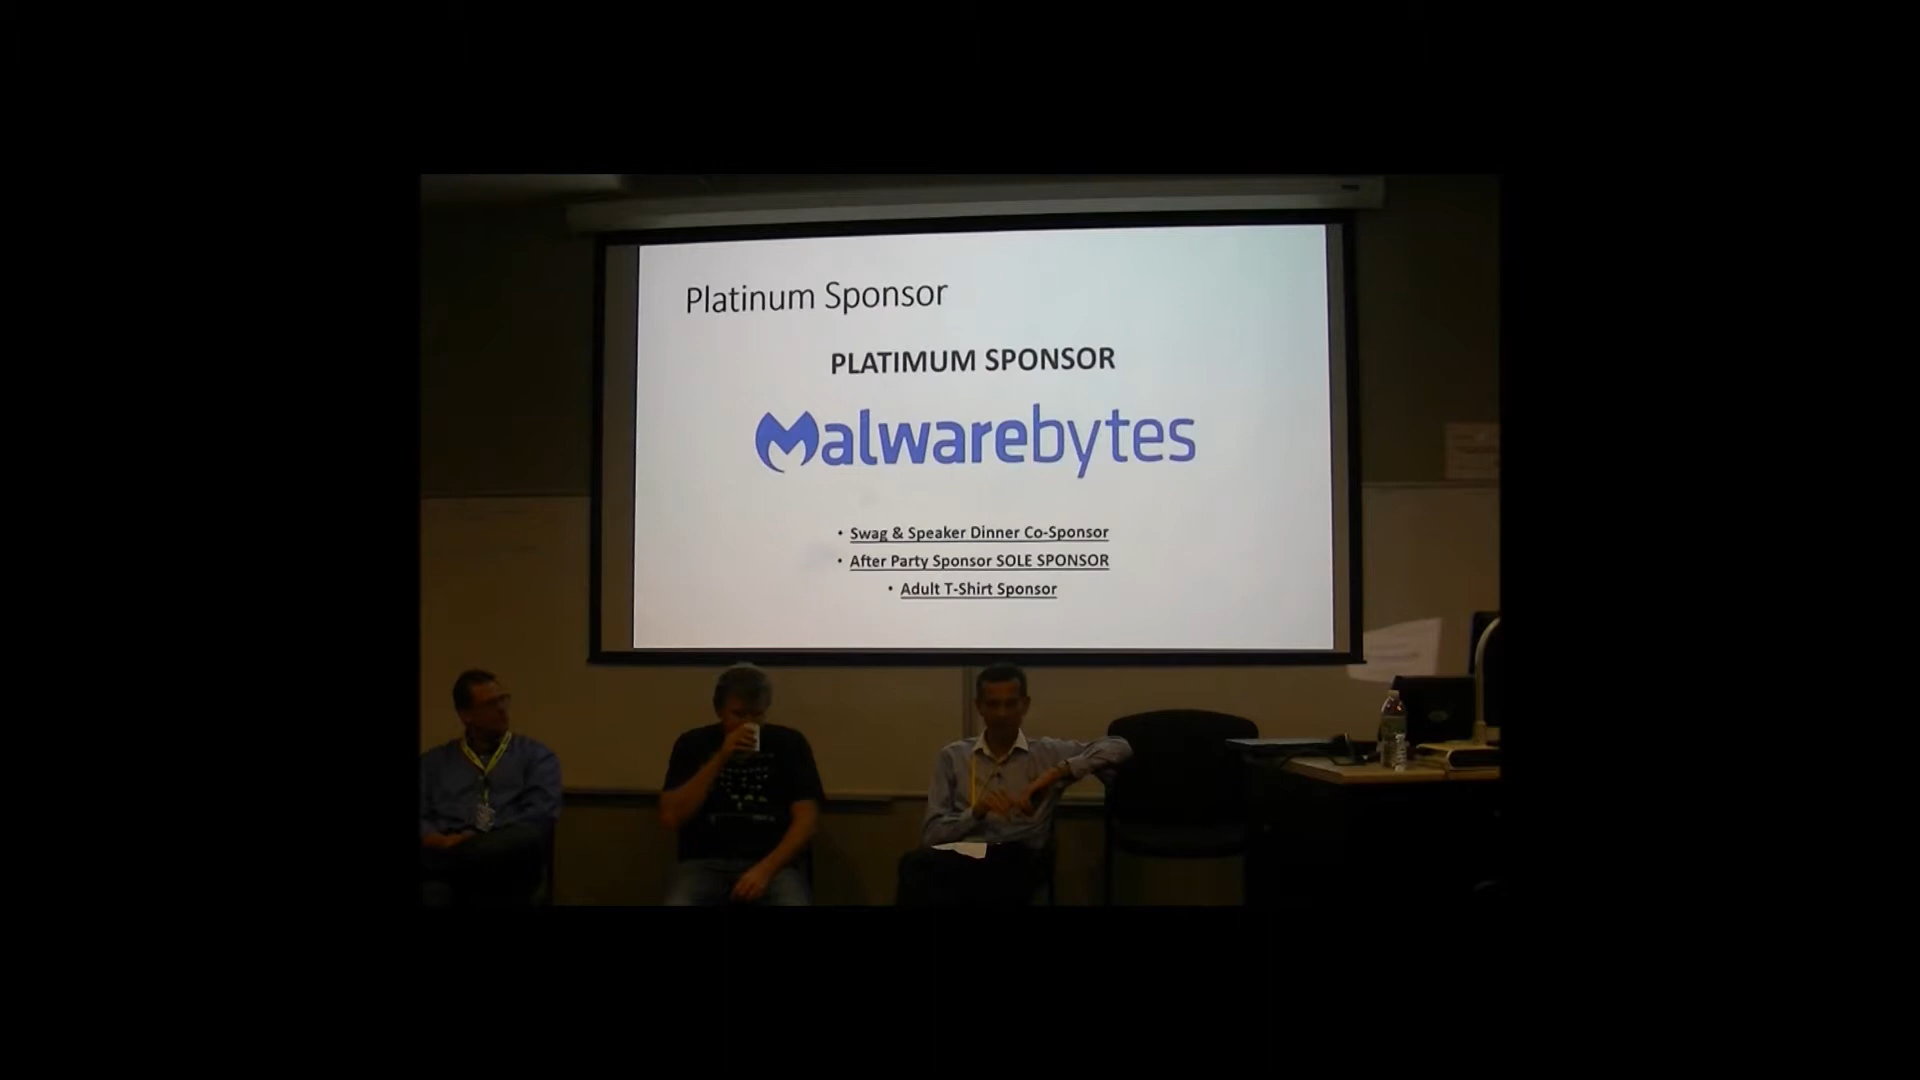 Platinum Sponsor
PLATIMUM SPONSOR
Malwarebytes
• Swag & Speaker Dinner Co-Sponsor
• After Party Sponsor SOLE SPONSOR
• Adult T-Shirt Sponsor